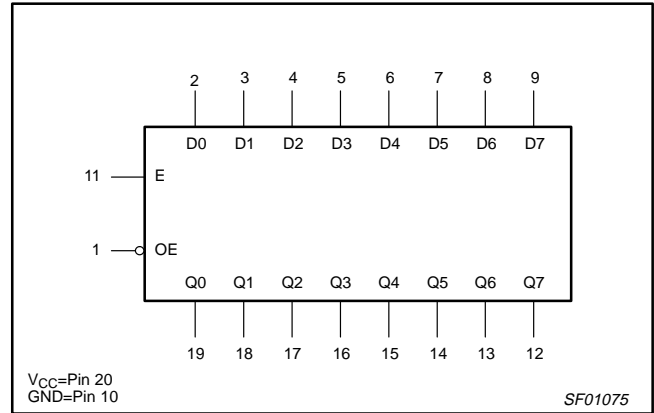 2 3 4 5 6 7 8 9
D0 D1 D2 D3 D4 D5 D6 D7
11 E
1 OE
Q0 Q1 Q2 Q3 Q4 Q5 Q6 Q7
19 18 17 16 15 14 13 12
VCC=Pin 20
GND=Pin 10
SF01075